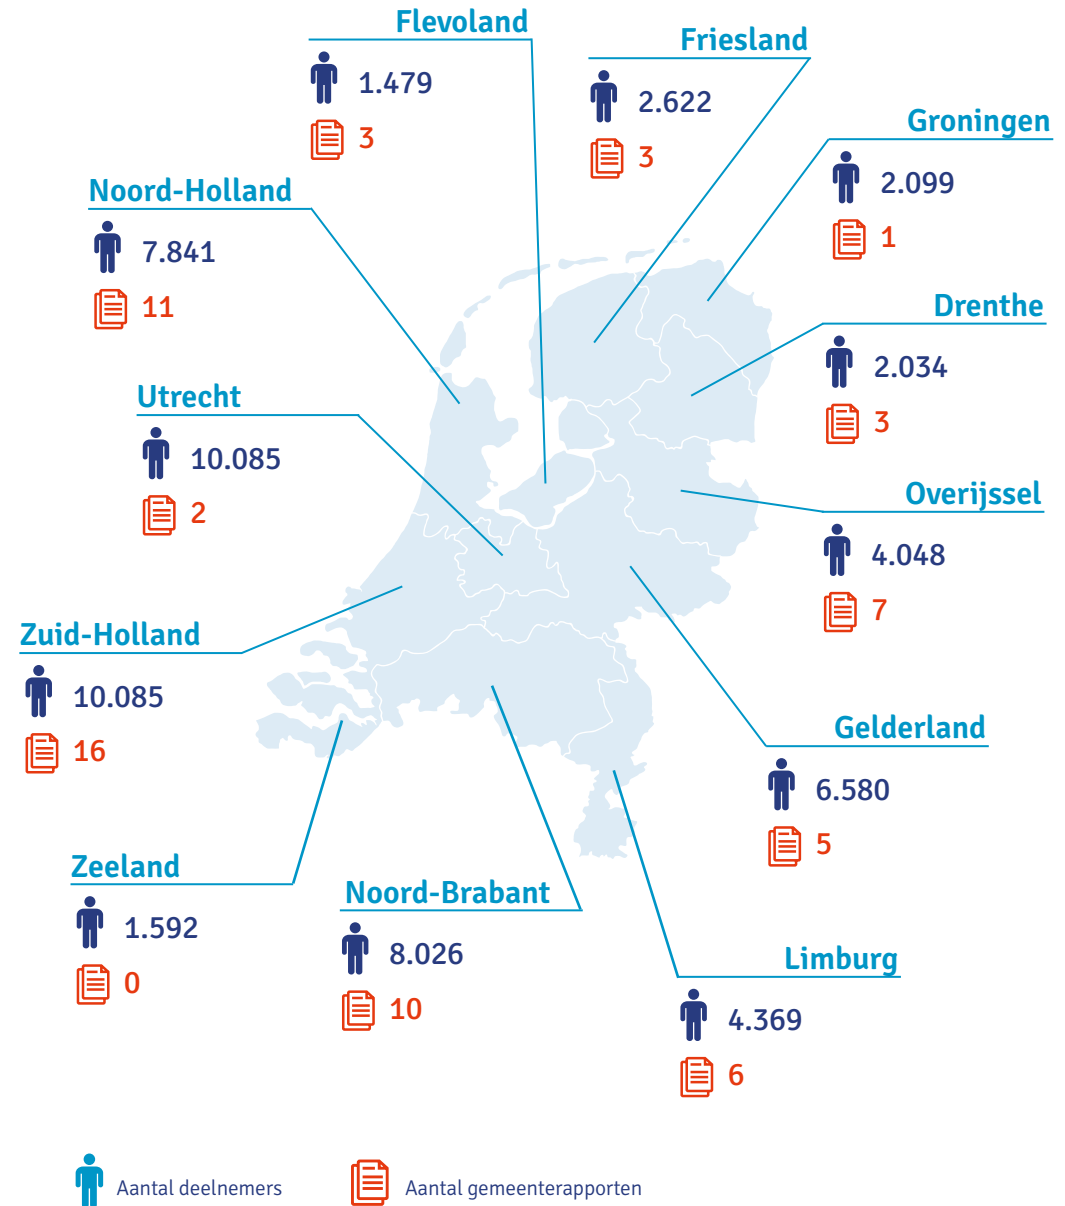 Flevoland
1.479
3
Friesland
2.622
3
Groningen
2.099
1
Noord-Holland
7.841
11
Drenthe
2.034
3
Utrecht
10.085
2
Overijssel
4.048
7
Zuid-Holland
10.085
16
Gelderland
6.580
5
Zeeland
1.592
0
Noord-Brabant
8.026
10
Limburg
4.369
6
Aantal deelnemers
Aantal gemeenterapporten